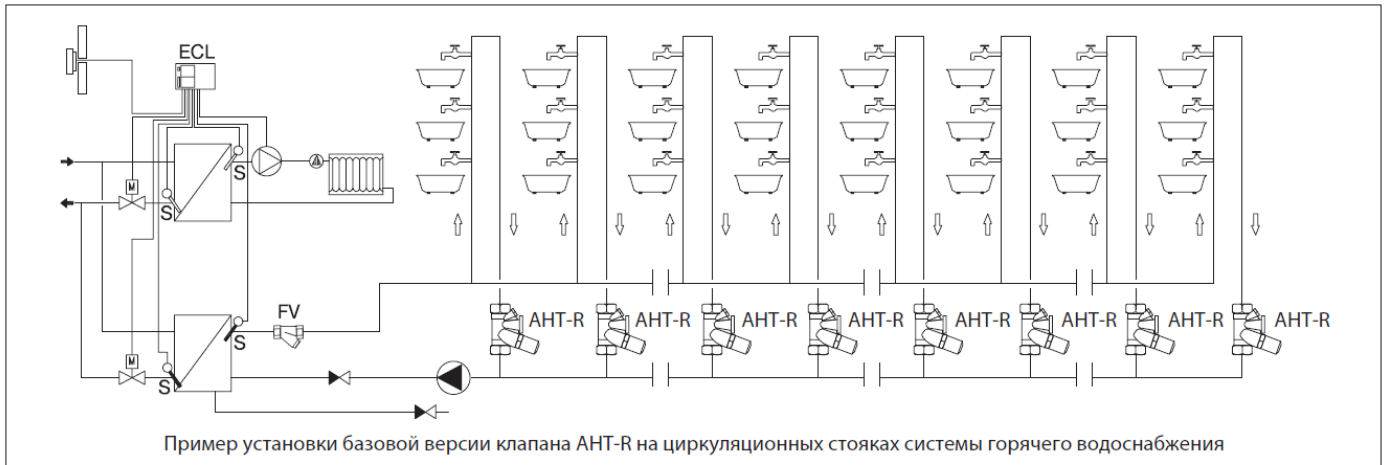 ECL
M
S
S
FV
M
S
S
AHT-R AHT-R AHT-R AHT-R AHT-R AHT-R AHT-R AHT-R
Пример установки базовой версии клапана AHT-R на циркуляционных стояках системы горячего водоснабжения